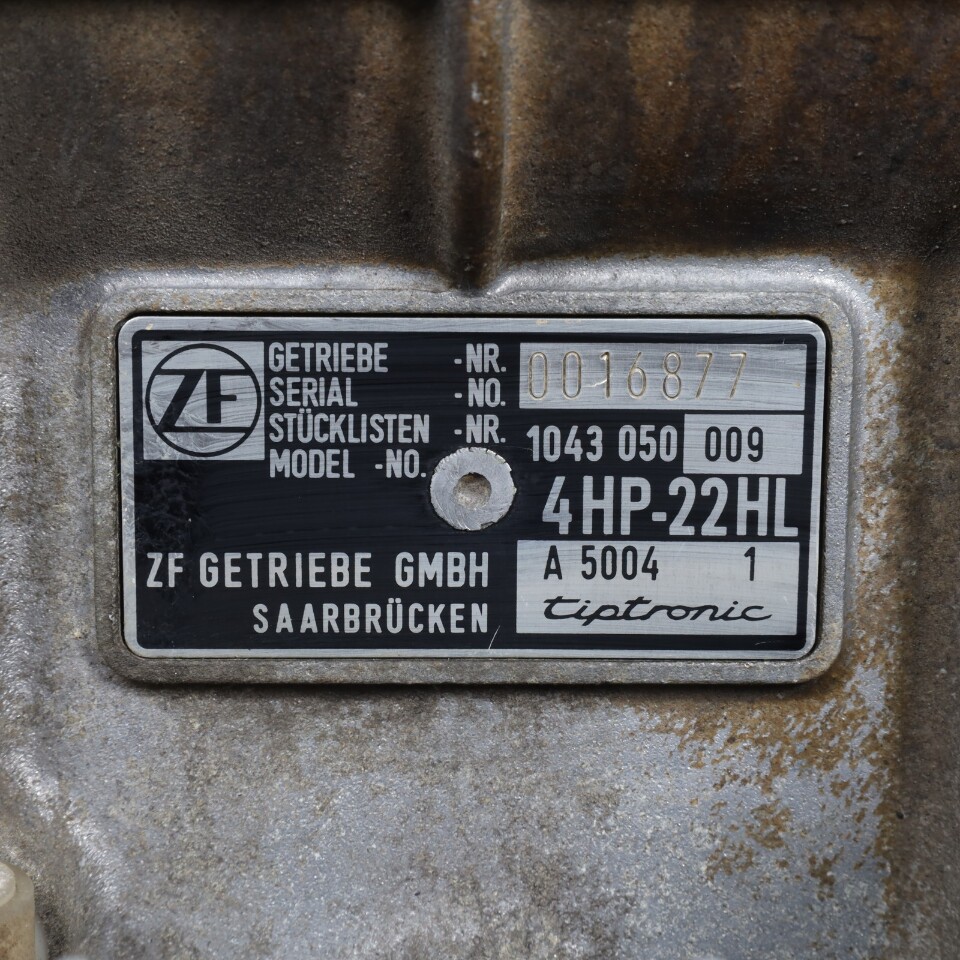 ZF GETRIEBE -NR. 0016877
SERIAL -NO.
STÜCKLISTEN -NR. 1043 050 009
MODEL -NO.
4HP-22HL
ZF GETRIEBE GMBH A 5004 1
SAARBRÜCKEN tiptronic